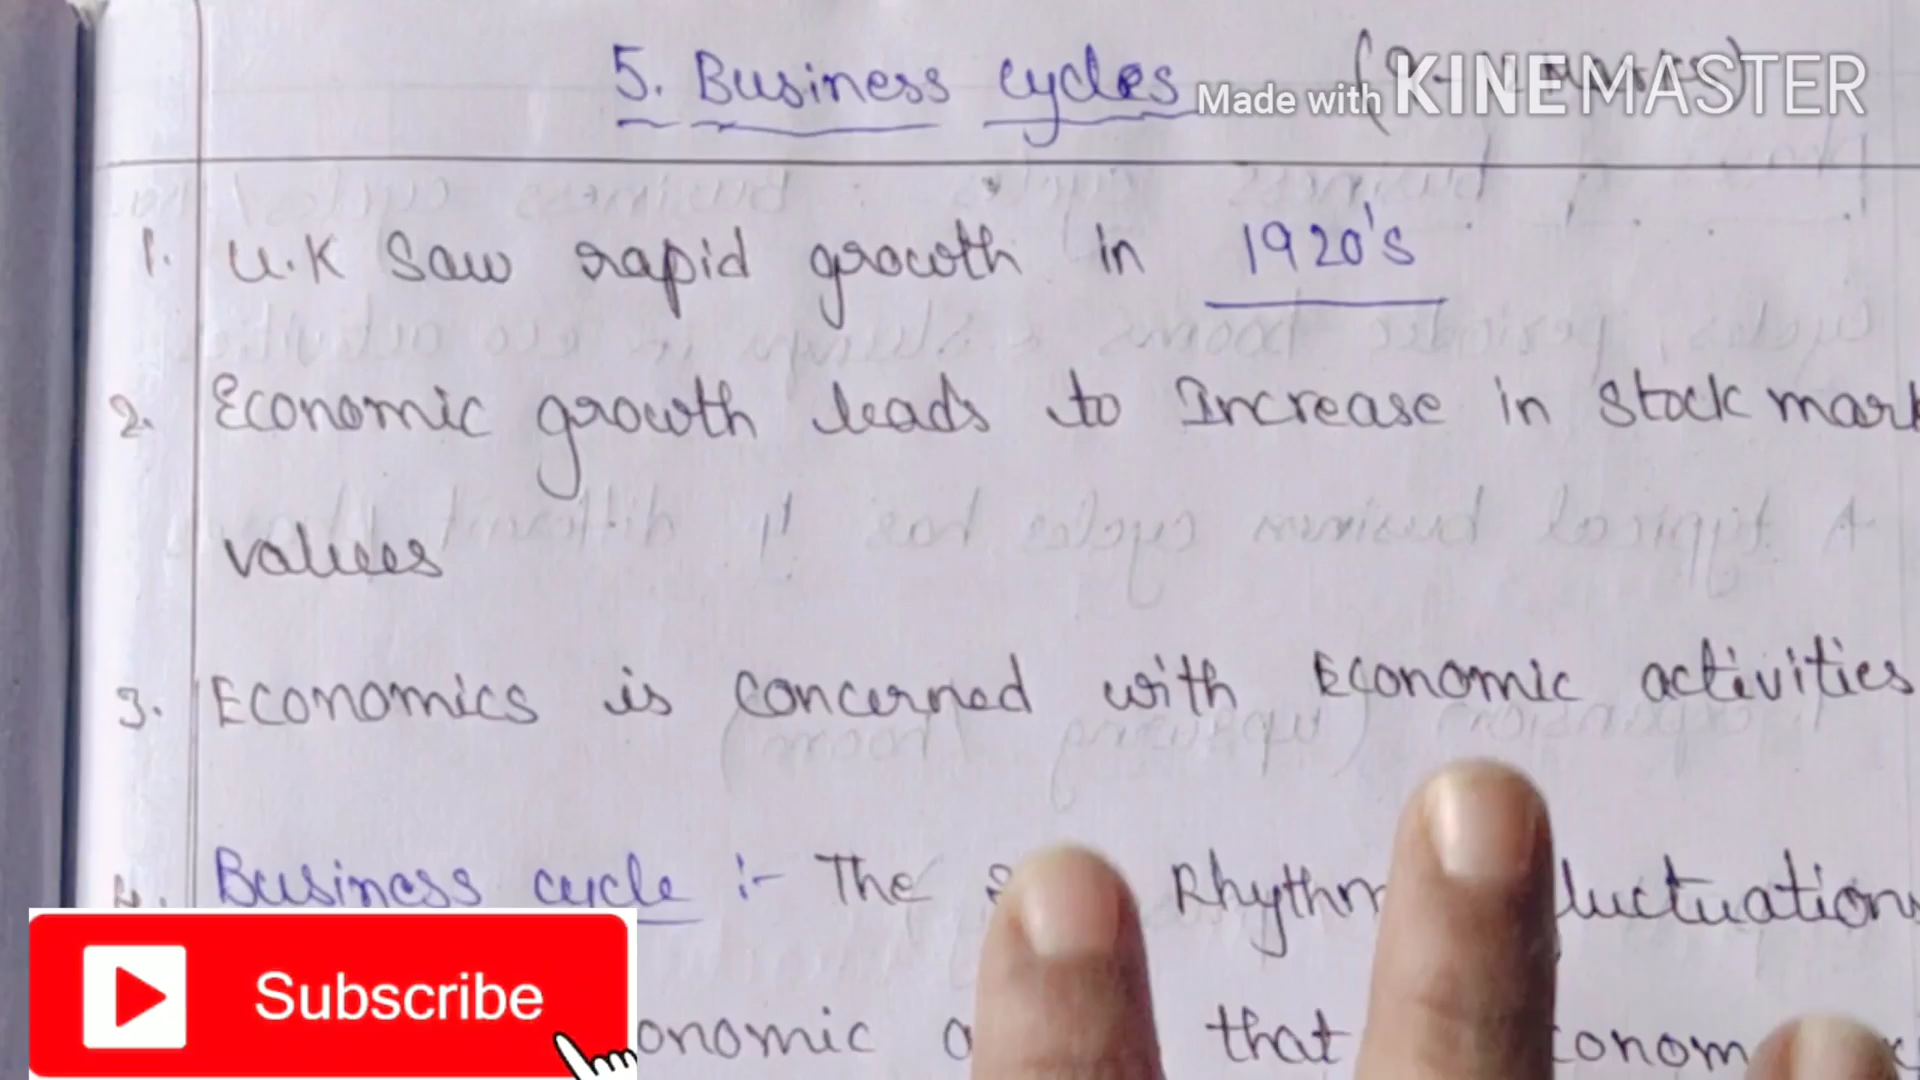 5. Business cycles
Made with KINEMASTER
1. U.K Saw rapid growth in 1920's
2. Economic growth leads to Increase in stock mark
values
3. Economics is concerned with Economic activities
4. Business cycle :- The Rhythm luctuations
Subscribe
onomic that conom